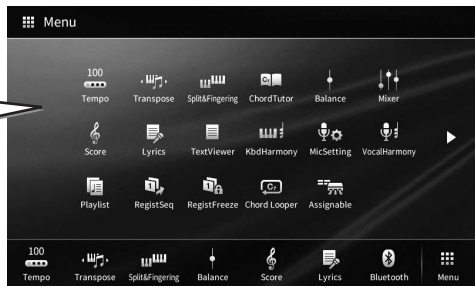 Menu
100
Tempo Transpose Split&Fingering ChordTutor Balance Mixer
Score Lyrics TextViewer KbdHarmony MicSetting VocalHarmony
Playlist RegistSeq RegistFreeze Chord Looper Assignable
100
Tempo Transpose Split&Fingering Balance Score Lyrics Bluetooth Menu